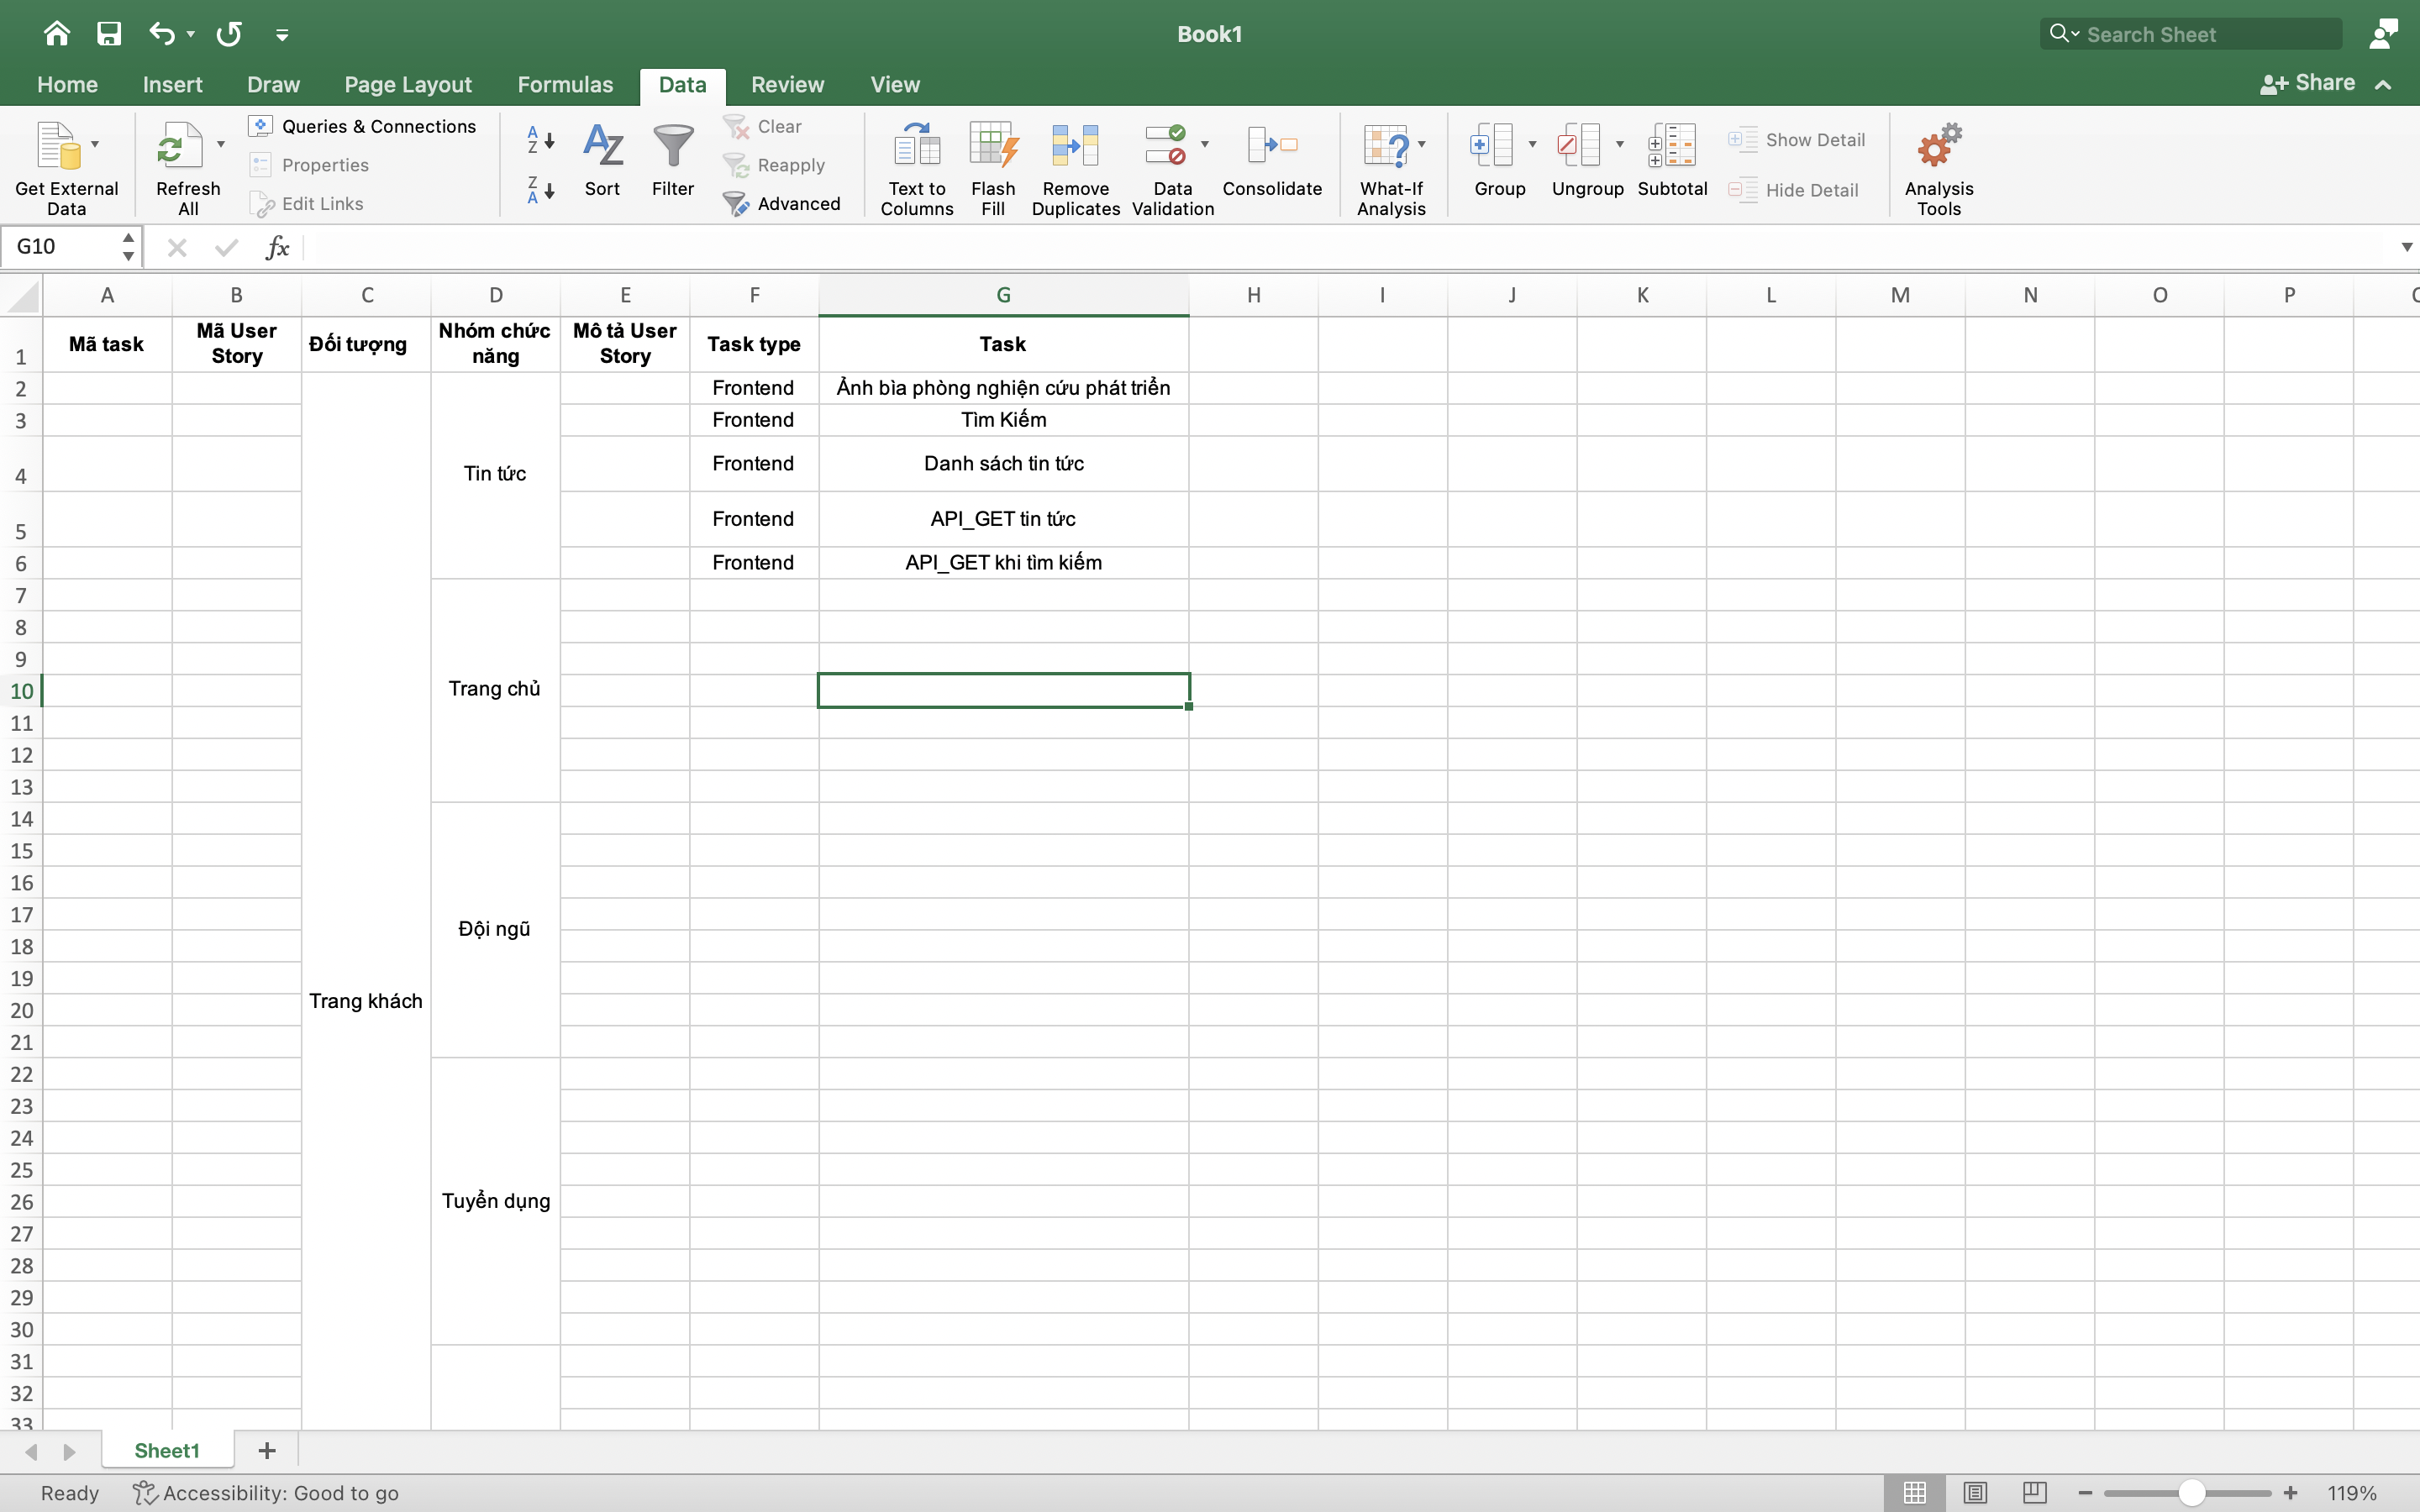 Book1
Search Sheet
Home Insert Draw Page Layout Formulas Data Review View
Share
Get External Data
Refresh All
Queries & Connections
Properties
Edit Links
A Z
Z A
Sort
Filter
Clear
Reapply
Advanced
Text to Columns
Flash Fill
Remove Duplicates
Data Validation
Consolidate
What-If Analysis
Group
Ungroup
Subtotal
Show Detail
Hide Detail
Analysis Tools
G10
fx
A B C D E F G H I J K L M N O P
1 Mã task Mã User Story Đối tượng Nhóm chức năng Mô tả User Story Task type Task
2 Frontend Ảnh bìa phòng nghiện cứu phát triển
3 Frontend Tìm Kiếm
4 Tin tức Frontend Danh sách tin tức
5 Frontend API_GET tin tức
6 Frontend API_GET khi tìm kiếm
7
8
9
10 Trang chủ
11
12
13
14
15
16
17
18 Đội ngũ
19
20 Trang khách
21
22
23
24
25
26 Tuyển dụng
27
28
29
30
31
32
33
Sheet1
Ready
Accessibility: Good to go
119%